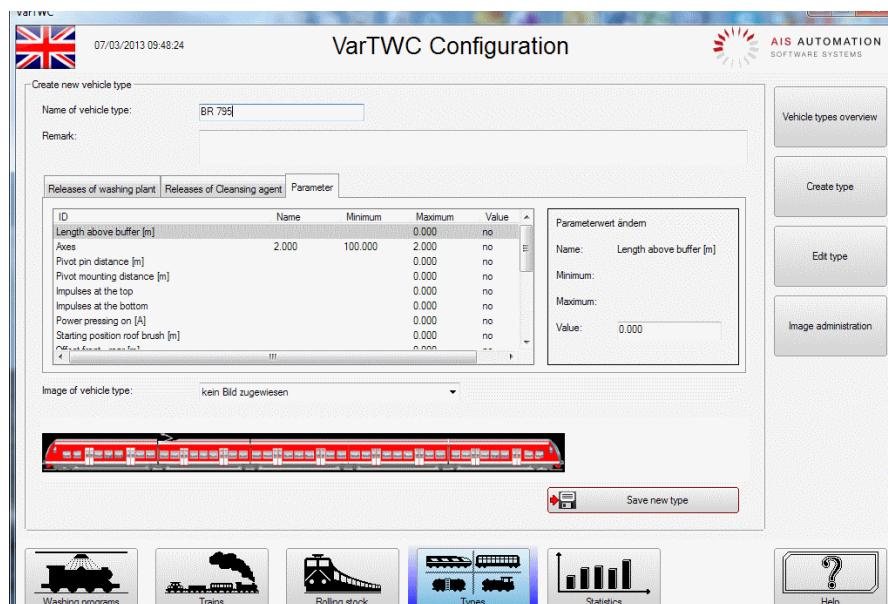 VarTWC
07/03/2013 09:48:24
VarTWC Configuration
AIS AUTOMATION
SOFTWARE SYSTEMS
Create new vehicle type
Name of vehicle type: BR 795
Remark:
Releases of washing plant Releases of Cleansing agent Parameter
ID Name Minimum Maximum Value
Length above buffer [m] 0.000 no
Axes 2.000 100.000 2.000 no
Pivot pin distance [m] 0.000 no
Pivot mounting distance [m] 0.000 no
Impulses at the top 0.000 no
Impulses at the bottom 0.000 no
Power pressing on [A] 0.000 no
Starting position roof brush [m] 0.000 no
Parameterwert ändern
Name: Length above buffer [m]
Minimum:
Maximum:
Value: 0.000
Image of vehicle type: kein Bild zugewiesen
Save new type
Vehicle types overview
Create type
Edit type
Image administration
Washing programs
Trains
Rolling stock
Types
Statistics
Help